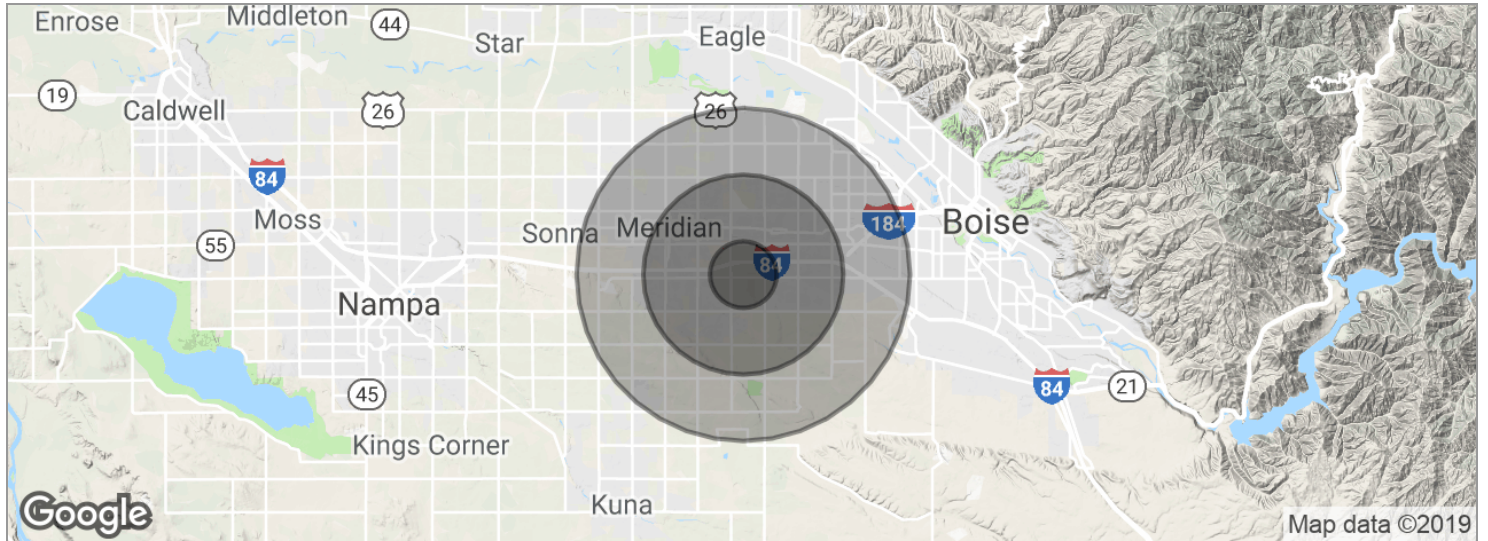 Enrose
Middleton
44
Star
Eagle
19
Caldwell
26
26
84
Moss
55
Sonna
Meridian
184
Boise
84
Nampa
45
84
21
Kings Corner
Kuna
Google
Map data ©2019